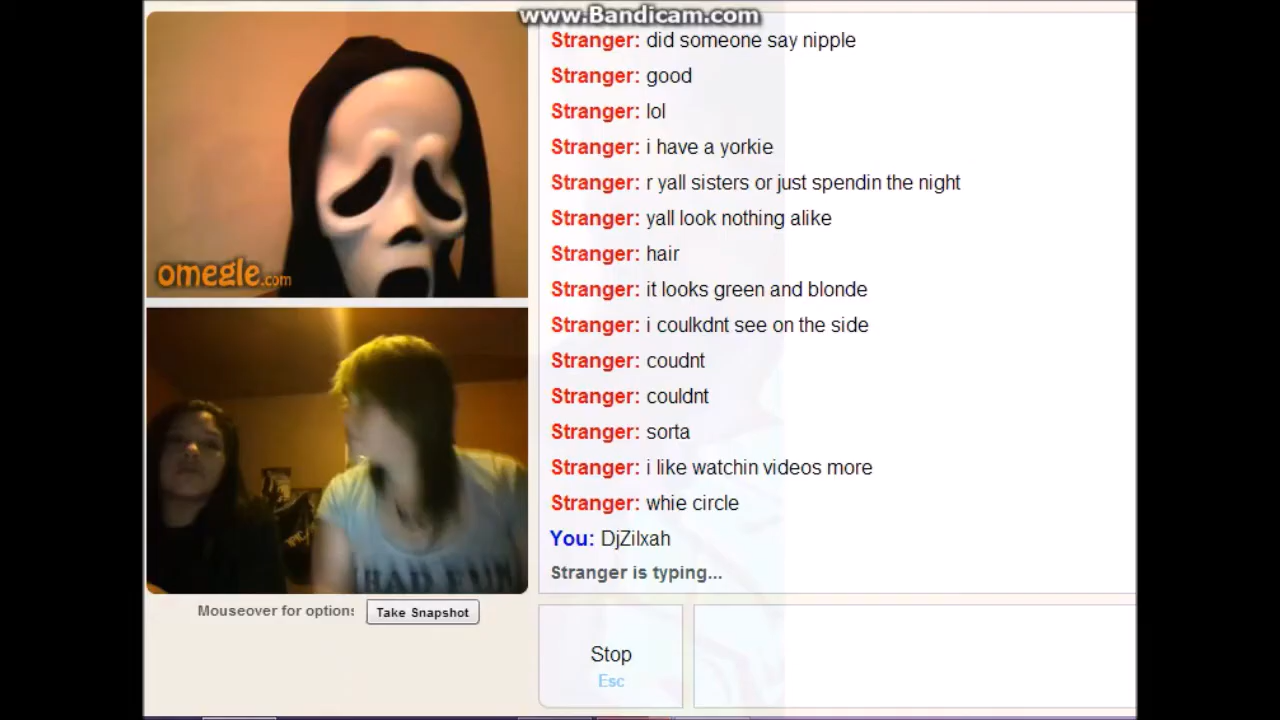 www.Bandicam.com
Stranger: did someone say nipple
Stranger: good
Stranger: lol
Stranger: i have a yorkie
Stranger: r yall sisters or just spendin the night
Stranger: yall look nothing alike
Stranger: hair
Stranger: it looks green and blonde
Stranger: i coulkdnt see on the side
Stranger: coudnt
Stranger: couldnt
Stranger: sorta
Stranger: i like watchin videos more
Stranger: whie circle
You: DjZilxah
Stranger is typing...
omegle.com
HAD FUN
Mouseover for option:
Take Snapshot
Stop
Esc